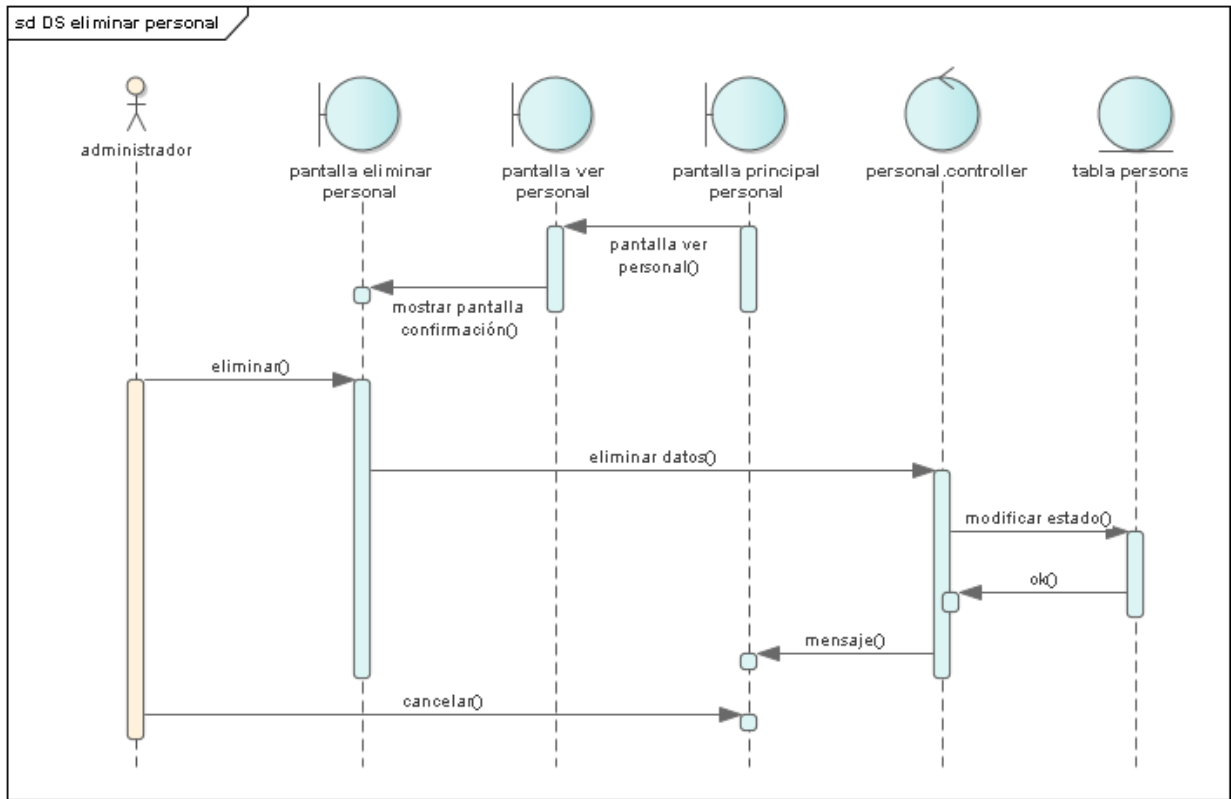 sd DS eliminar personal
administrador
pantalla eliminar
personal
pantalla ver
personal
pantalla principal
personal
personal.controller
tabla persona
pantalla ver
personal()
mostrar pantalla
confirmación()
eliminar()
eliminar datos()
modificar estado()
ok()
mensaje()
cancelar()